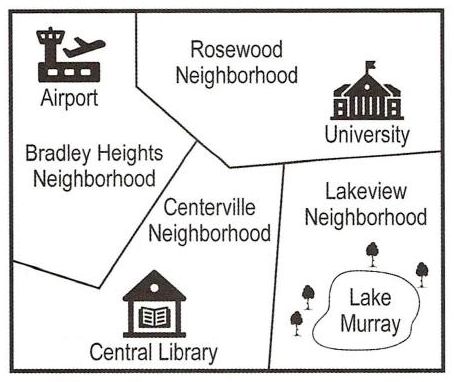 Airport
Rosewood
Neighborhood
University
Bradley Heights
Neighborhood
Centerville
Neighborhood
Lakeview
Neighborhood
Lake
Murray
Central Library